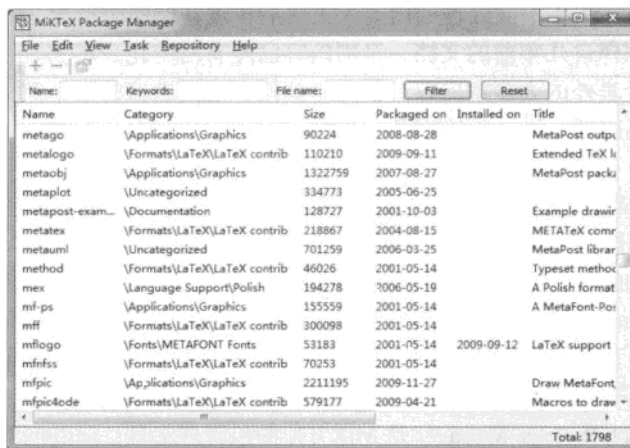 MiKTeX Package Manager
File Edit View Task Repository Help
Name: Keywords: File name: Filter Reset
Name Category Size Packaged on Installed on Title
metago \Applications\Graphics 90224 2008-08-28 MetaPost outpu
metalogo \Formats\LaTeX\LaTeX contrib 110210 2009-09-11 Extended TeX lo
metaobj \Applications\Graphics 1322759 2007-08-27 MetaPost packa
metaplot \Uncategorized 334773 2005-06-25
metapost-exam... \Documentation 128727 2001-10-03 Example drawin
metatex \Formats\LaTeX\LaTeX contrib 218867 2004-08-15 METATeX comr
metauml \Uncategorized 701259 2006-03-25 MetaPost librar
method \Formats\LaTeX\LaTeX contrib 46026 2001-05-14 Typeset method
mex \Language Support\Polish 194278 2006-05-19 A Polish format
mf-ps \Applications\Graphics 155559 2001-05-14 A MetaFont-Pos
mff \Formats\LaTeX\LaTeX contrib 300098 2001-05-14
mflogo \Fonts\METAFONT Fonts 53183 2001-05-14 2009-09-12 LaTeX support
mfnfss \Formats\LaTeX\LaTeX contrib 70253 2001-05-14
mfpic \Applications\Graphics 2211195 2009-11-27 Draw MetaFont
mfpic4ode \Formats\LaTeX\LaTeX contrib 579177 2009-04-21 Macros to draw
Total: 1798